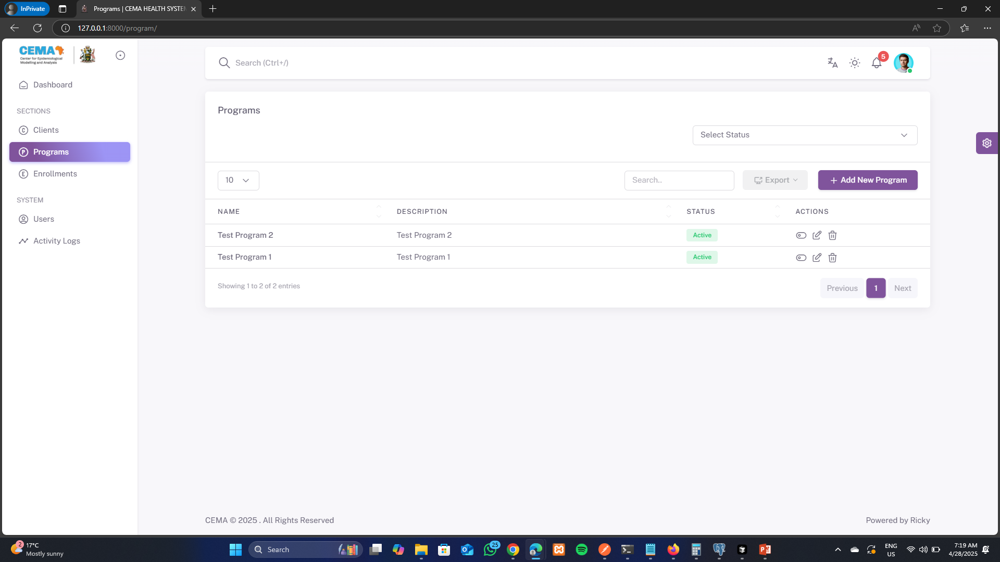 InPrivate
Programs | CEMA HEALTH SYSTEM
127.0.0.1:8000/program/
CEMA
Center for Epidemiological
Modelling and Analysis
Search (Ctrl+/)
5
Dashboard
SECTIONS
Clients
Programs
Enrollments
SYSTEM
Users
Activity Logs
Programs
Select Status
10
Search..
Export
Add New Program
NAME DESCRIPTION STATUS ACTIONS
Test Program 2 Test Program 2 Active
Test Program 1 Test Program 1 Active
Showing 1 to 2 of 2 entries
Previous 1 Next
CEMA © 2025 . All Rights Reserved
Powered by Ricky
2
17°C
Mostly sunny
Search
25
ENG
US
7:19 AM
4/28/2025